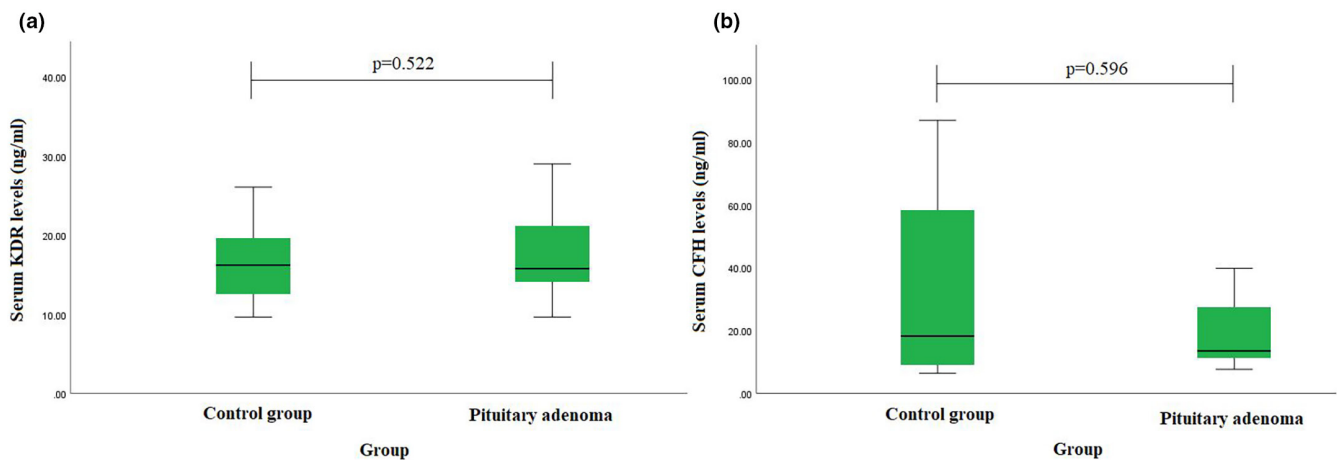 (a)
p=0.522
Serum KDR levels (ng/ml)
40.00
30.00
20.00
10.00
.00
Control group
Pituitary adenoma
Group
(b)
p=0.596
Serum CFH levels (ng/ml)
100.00
80.00
60.00
40.00
20.00
.00
Control group
Pituitary adenoma
Group